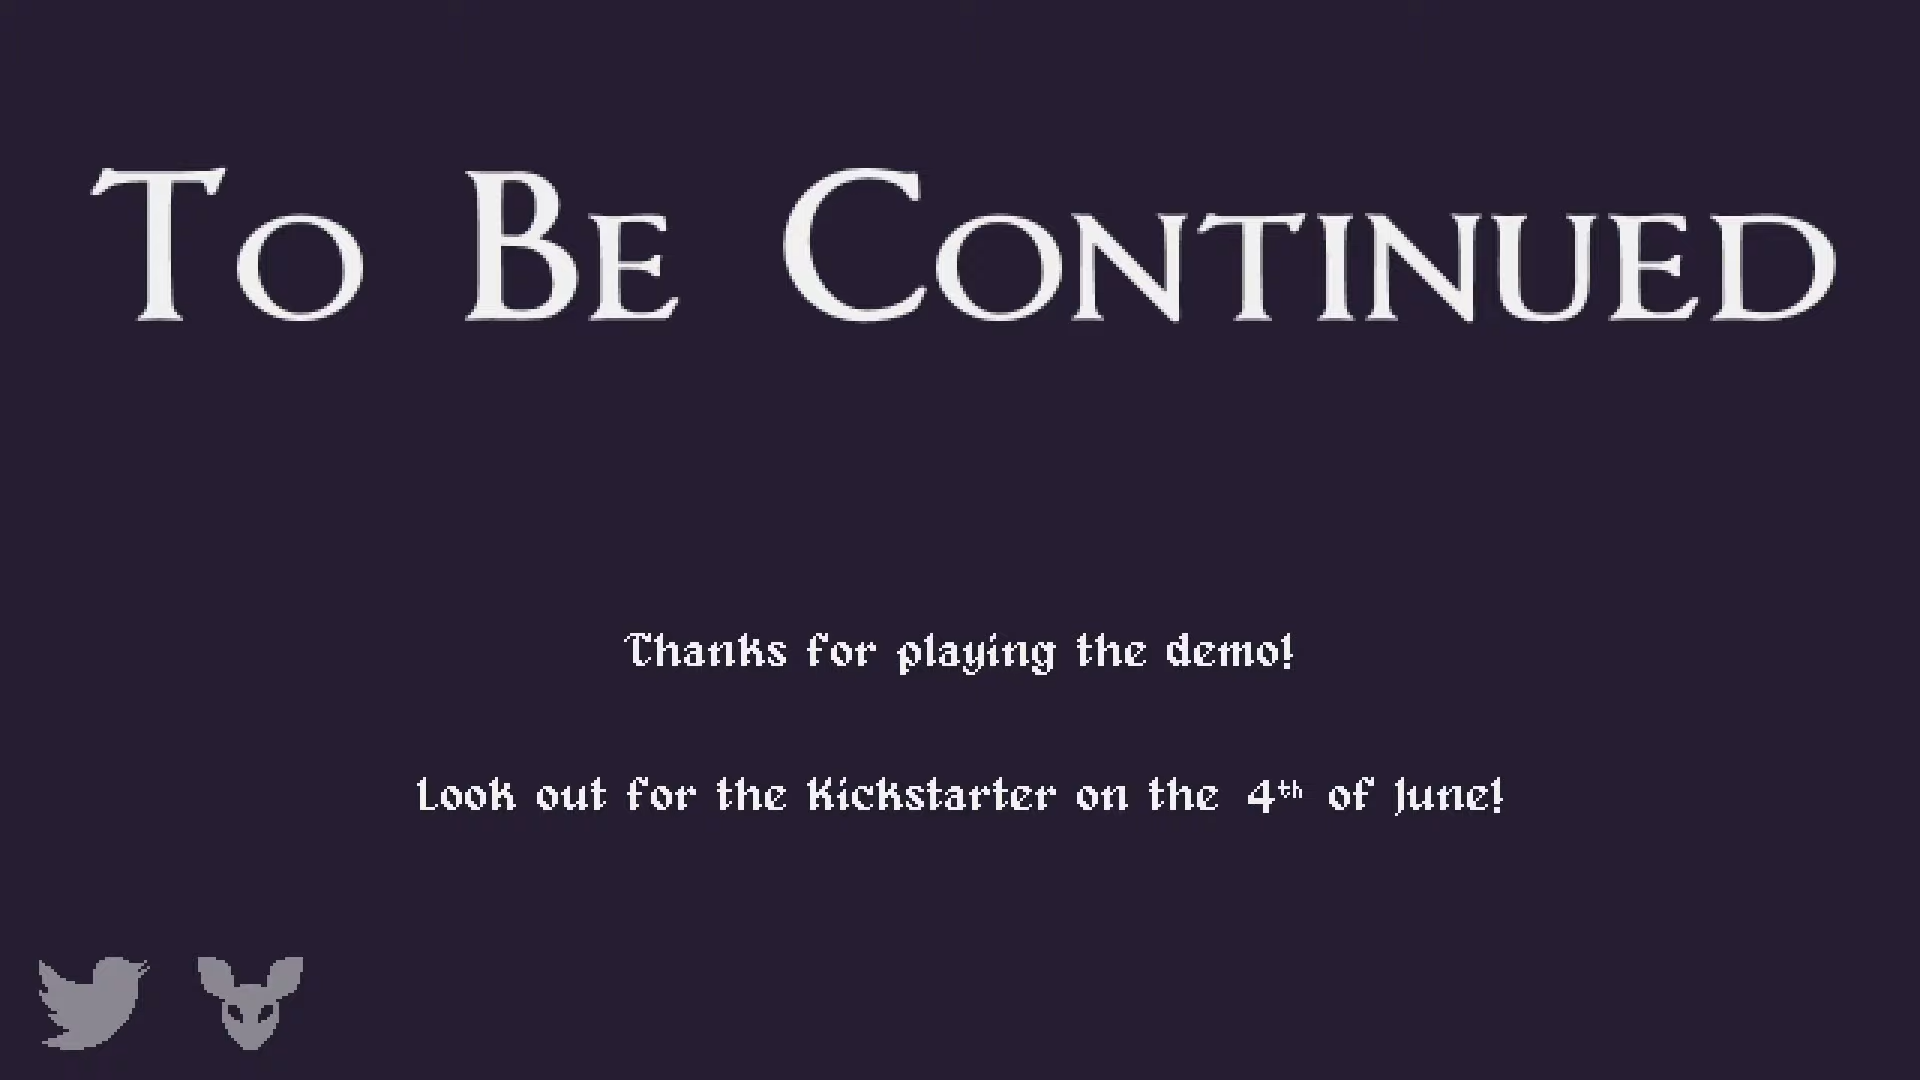 To Be Continued
Thanks for playing the demo!
Look out for the Kickstarter on the 4th of June!